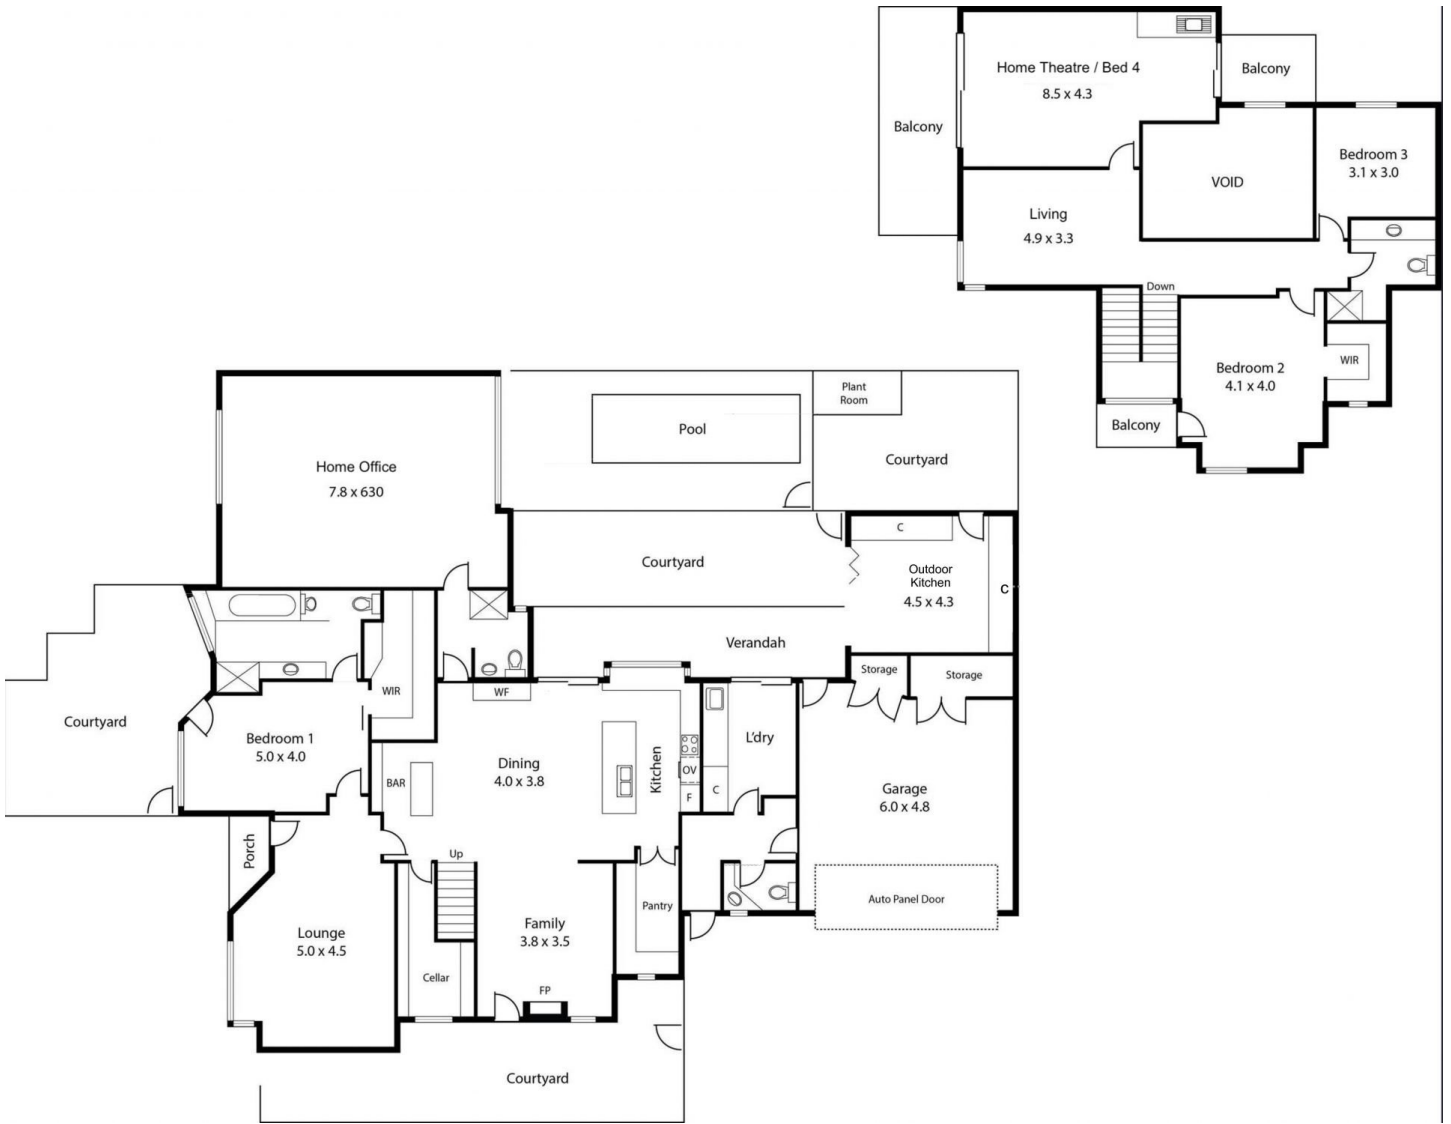 Home Theatre / Bed 4
8.5 x 4.3
Balcony
Balcony
Bedroom 3
3.1 x 3.0
VOID
Living
4.9 x 3.3
Down
Bedroom 2
4.1 x 4.0
WIR
Balcony
Plant
Room
Pool
Courtyard
Home Office
7.8 x 630
C
Courtyard
Outdoor
Kitchen
4.5 x 4.3
C
Verandah
Storage
Storage
WIR
WF
Courtyard
Bedroom 1
5.0 x 4.0
BAR
Dining
4.0 x 3.8
Kitchen
OV
F
L'dry
C
Garage
6.0 x 4.8
Porch
Up
Auto Panel Door
Pantry
Lounge
5.0 x 4.5
Family
3.8 x 3.5
Cellar
FP
Courtyard